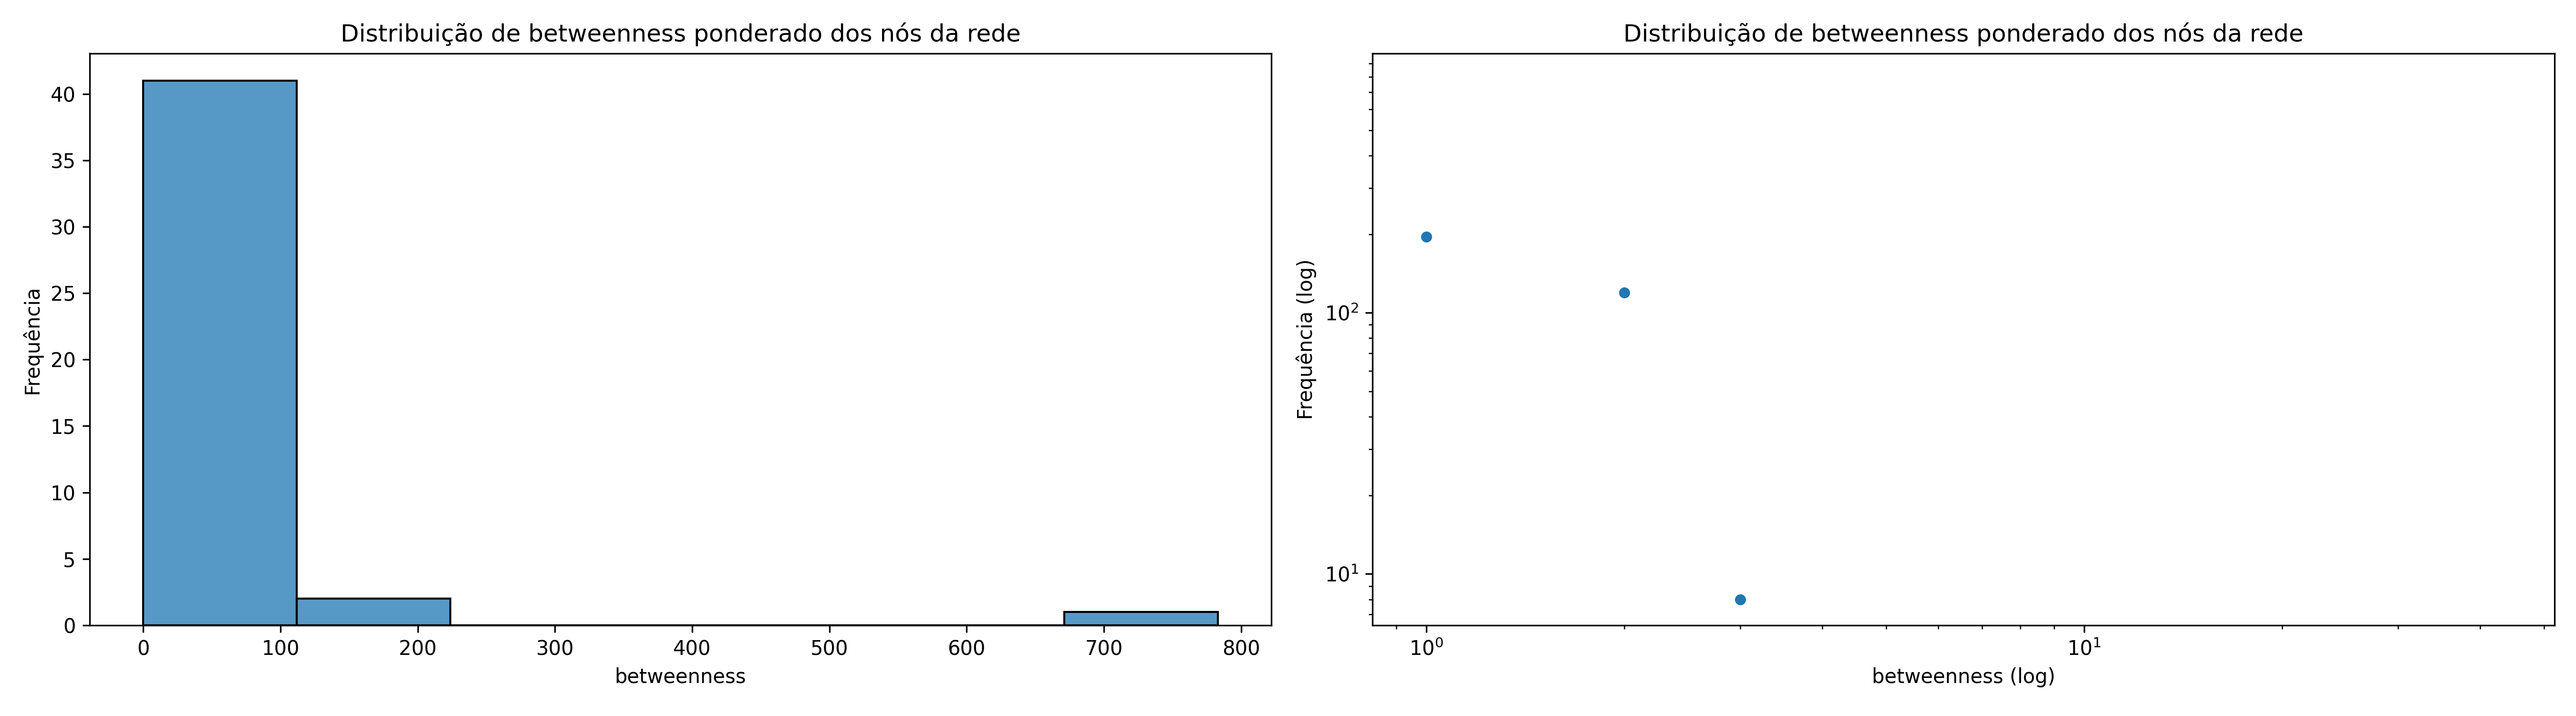 Distribuição de betweenness ponderado dos nós da rede
Frequência
40
35
30
25
20
15
10
5
0
0 100 200 300 400 500 600 700 800
betweenness
Distribuição de betweenness ponderado dos nós da rede
Frequência (log)
10²
10¹
10⁰ 10¹
betweenness (log)